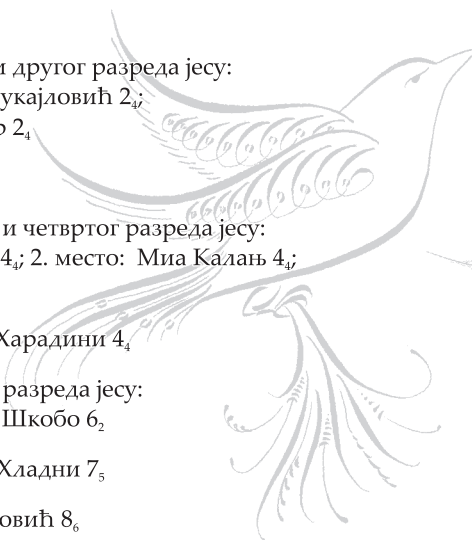 и другог разреда јесу:
укајловић 2₄;
р 2₄
и четвртог разреда јесу:
4₄; 2. место: Миа Калањ 4₄;
Харадини 4₄
разреда јесу:
Шкобо 6₂
Хладни 7₅
овић 8₆